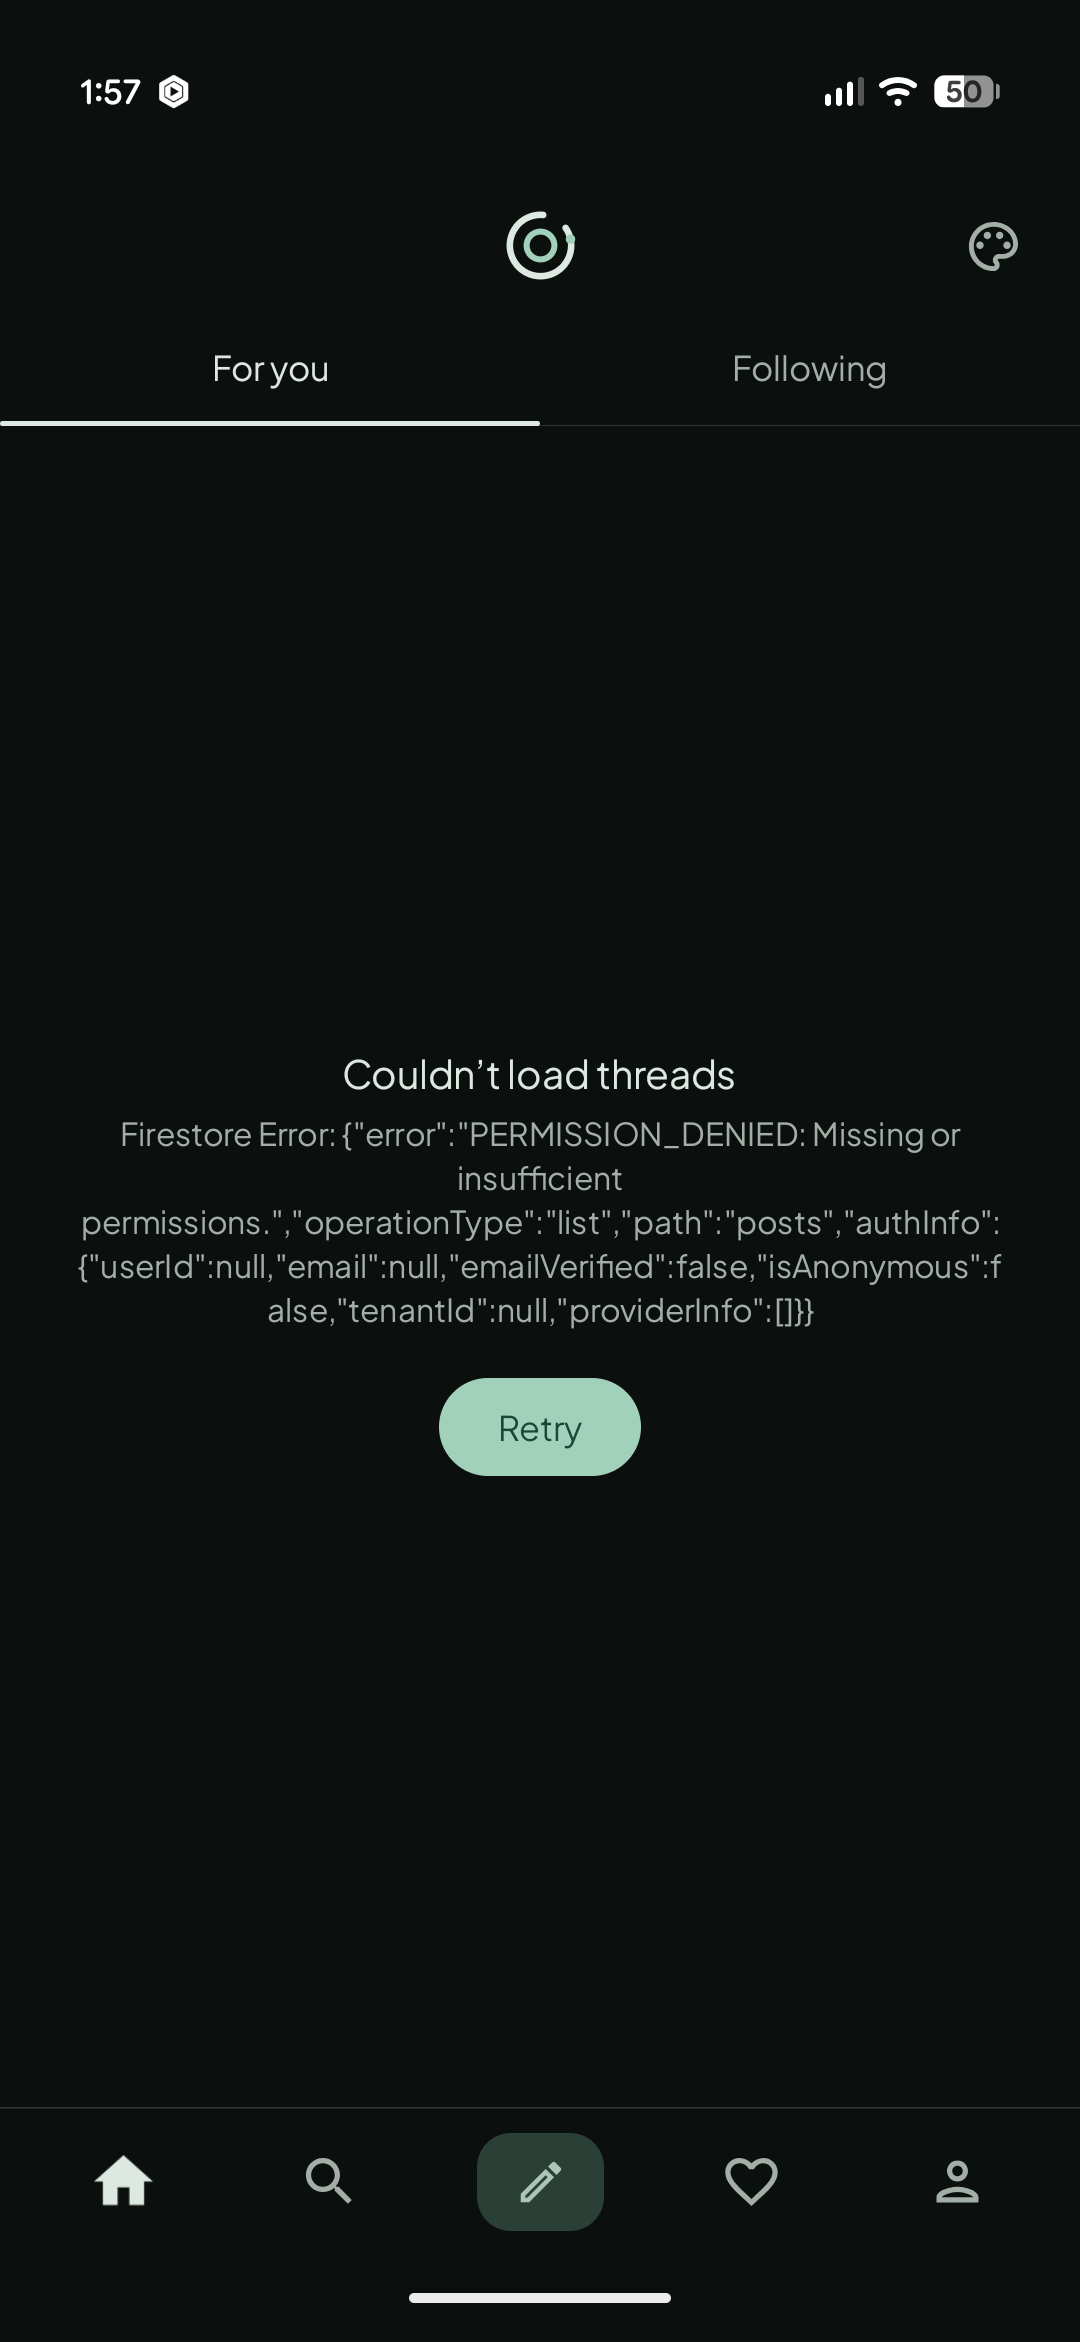 1:57
50
For you
Following
Couldn’t load threads
Firestore Error: {"error":"PERMISSION_DENIED: Missing or
insufficient
permissions.","operationType":"list","path":"posts","authInfo":
{"userId":null,"email":null,"emailVerified":false,"isAnonymous":f
alse,"tenantId":null,"providerInfo":[]}}
Retry